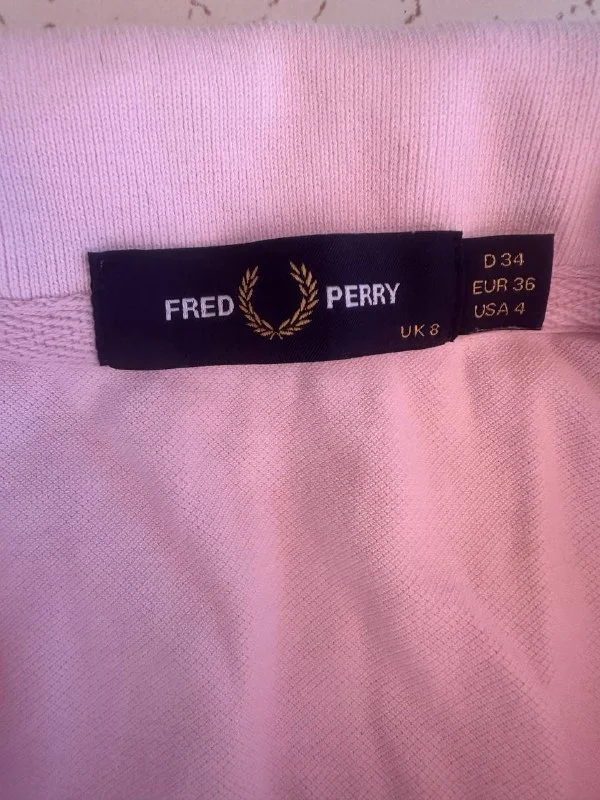 FRED PERRY
UK 8
D 34
EUR 36
USA 4